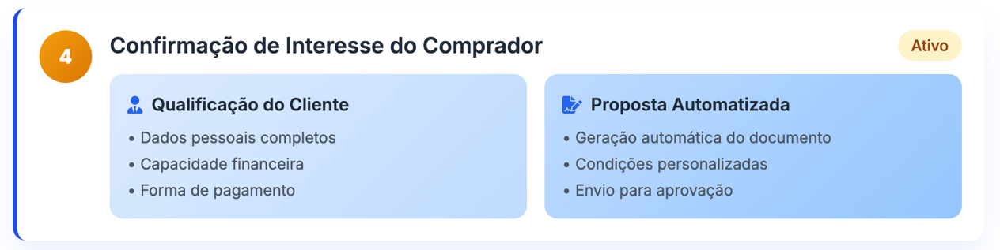 4
Confirmação de Interesse do Comprador
Ativo
Qualificação do Cliente
• Dados pessoais completos
• Capacidade financeira
• Forma de pagamento
Proposta Automatizada
• Geração automática do documento
• Condições personalizadas
• Envio para aprovação